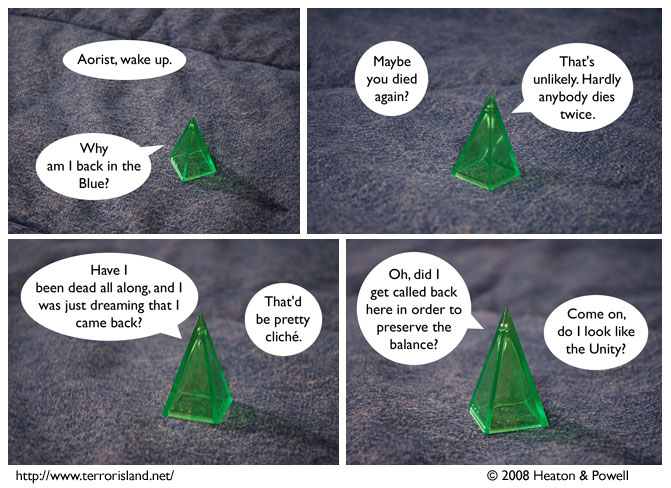 Aorist, wake up.
Why
am I back in the
Blue?
Maybe
you died
again?
That's
unlikely. Hardly
anybody dies
twice.
Have I
been dead all along, and I
was just dreaming that I
came back?
That'd
be pretty
cliché.
Oh, did I
get called back
here in order to
preserve the
balance?
Come on,
do I look like
the Unity?
http://www.terrorisland.net/
© 2008 Heaton & Powell